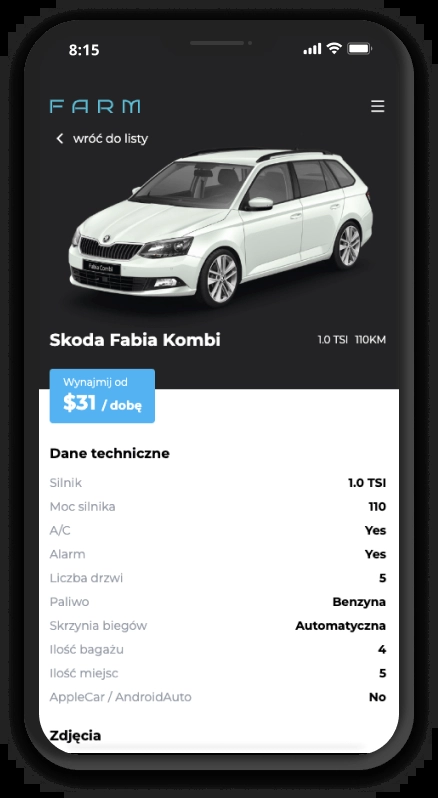 8:15
FARM
wróć do listy
Fabia Combi
Skoda Fabia Kombi 1.0 TSI 110KM
Wynajmij od
$31 / dobę
Dane techniczne
Silnik 1.0 TSI
Moc silnika 110
A/C Yes
Alarm Yes
Liczba drzwi 5
Paliwo Benzyna
Skrzynia biegów Automatyczna
Ilość bagażu 4
Ilość miejsc 5
AppleCar / AndroidAuto No
Zdjęcia